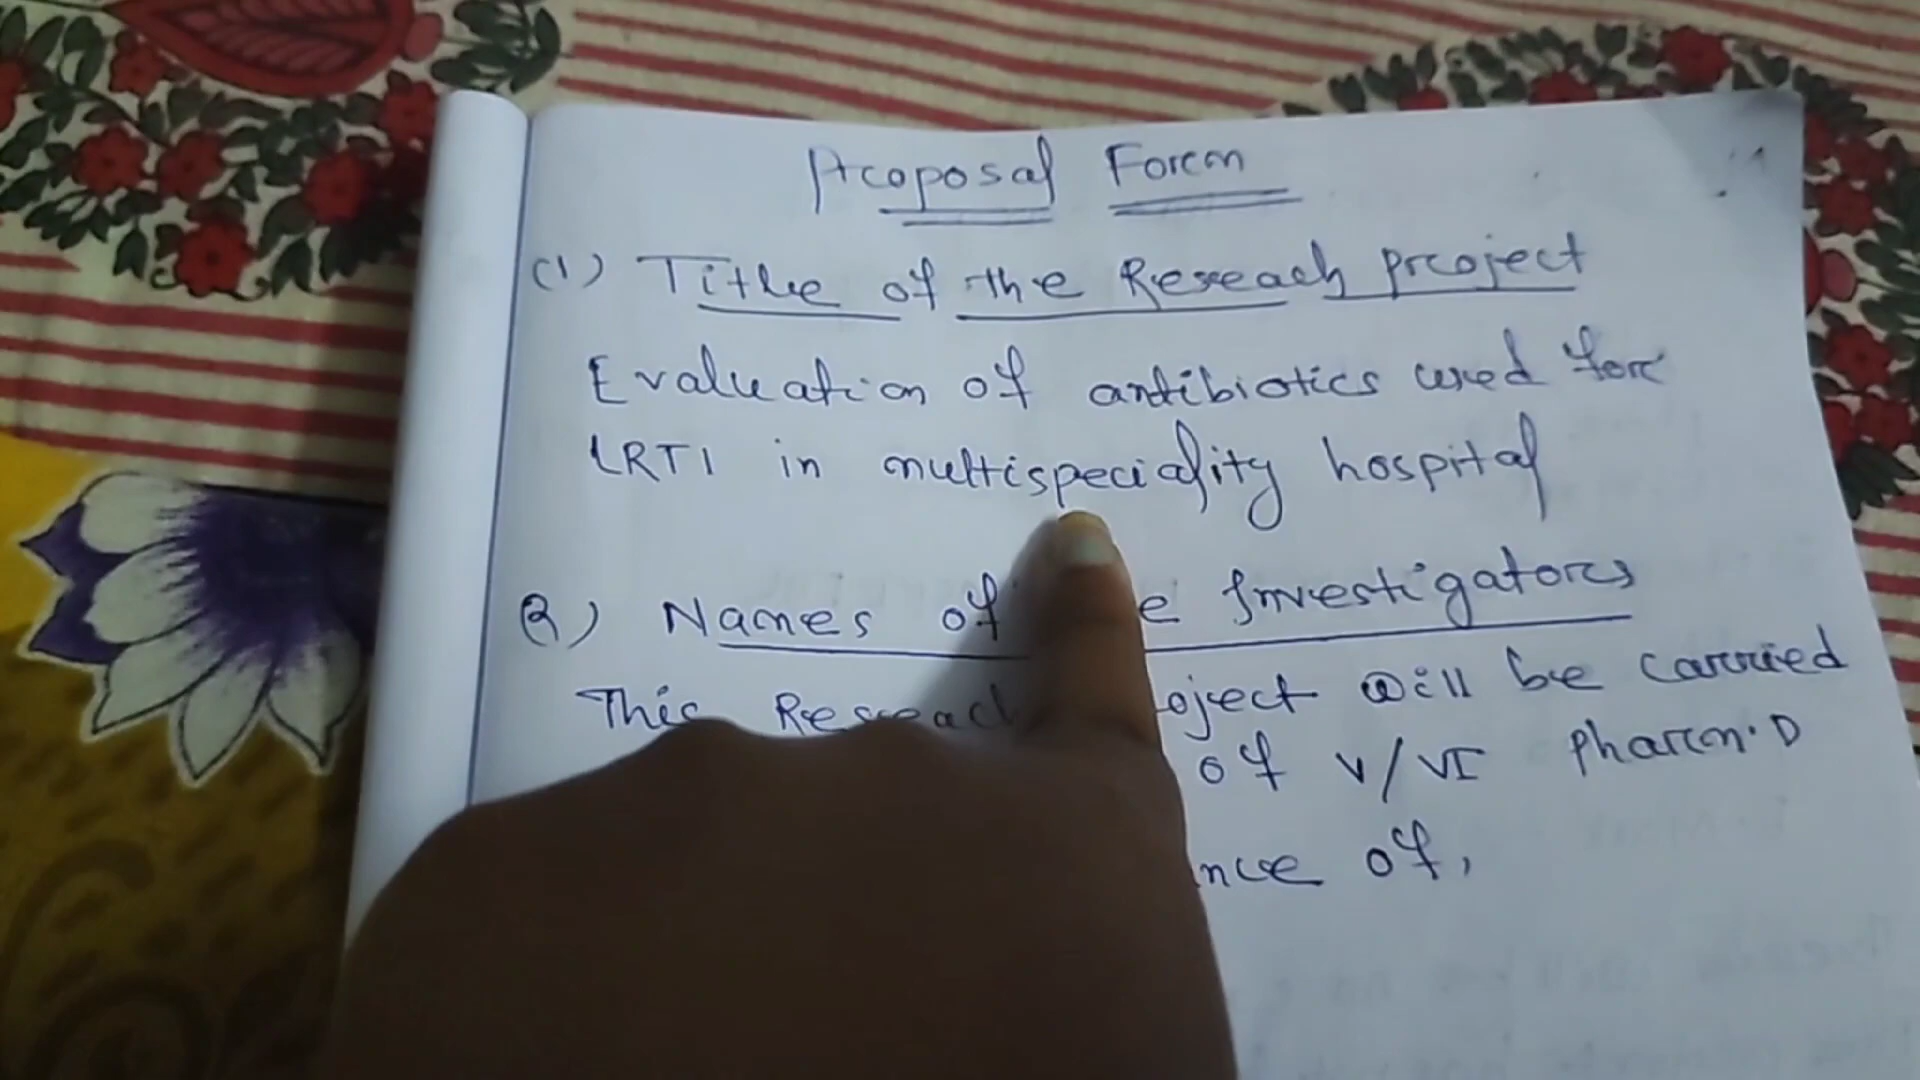 Proposal Form
(1) Title of the Reseach project
Evaluation of antibiotics used for
LRTI in multispeciality hospital
2) Names of e Investigators
This Reseach oject will be carried
of V/VI Pharm.D
nce of,